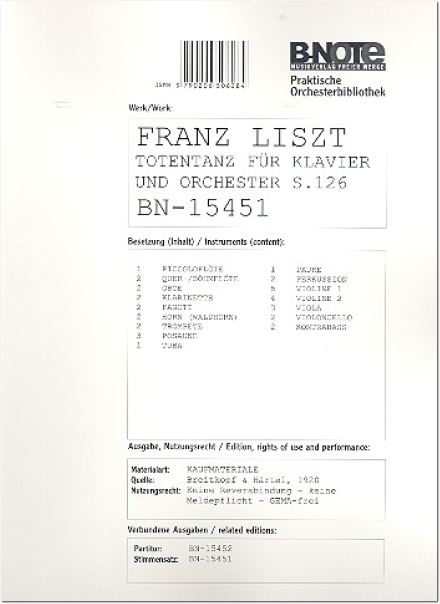 B-NOTE
MUSIKVERLAG FREIER WERKE
Praktische
Orchesterbibliothek
ISMN
Werk/Work:
FRANZ LISZT
TOTENTANZ FÜR KLAVIER
UND ORCHESTER S.126
BN-15451
Besetzung (Inhalt) / Instruments (content):
1 PICCOLOFLÖTE 1 PAUKE
2 QUER-/BÖHMFLÖTE 2 PERKUSSION
2 OBOE 5 VIOLINE 1
2 KLARINETTE 4 VIOLINE 2
2 FAGOTT 3 VIOLA
2 HORN (WALDHORN) 2 VIOLONCELLO
2 TROMPETE 2 KONTRABASS
3 POSAUNE
1 TUBA
Ausgabe, Nutzungsrecht / Edition, rights of use and performance:
Materialart: KAUFMATERIALE
Quelle: Breitkopf & Härtel, 1920
Nutzungsrecht: Keine Reversbindung - keine
Meldepflicht - GEMA-frei
Verbundene Ausgaben / related editions:
Partitur: BN-15452
Stimmensatz: BN-15451